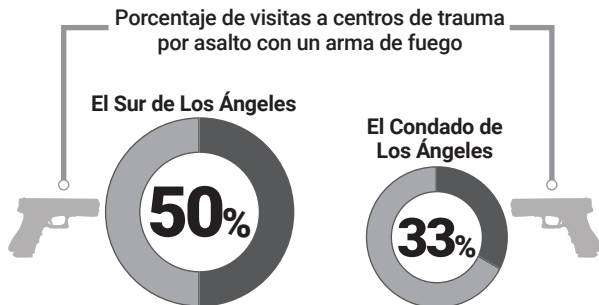 Porcentaje de visitas a centros de trauma
por asalto con un arma de fuego
El Sur de Los Ángeles
50%
El Condado de
Los Ángeles
33%